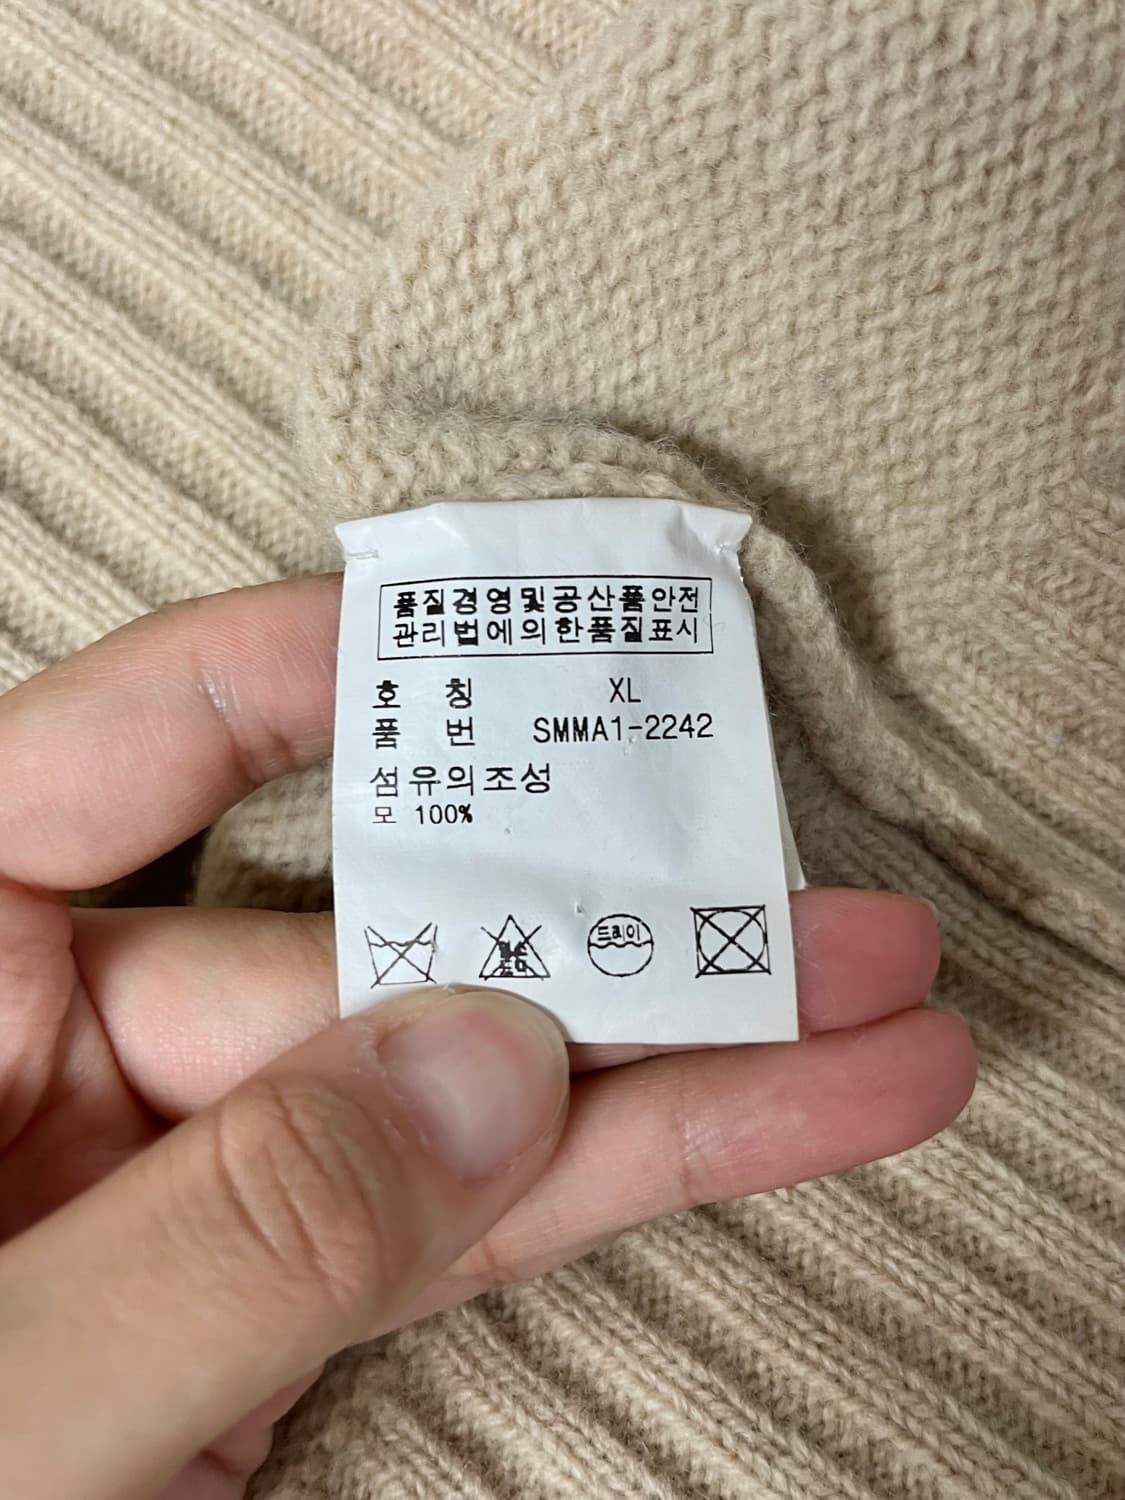 품질경영및공산품안전
관리법에의한품질표시
호 칭 XL
품 번 SMMA1-2242
섬유의조성
모 100%
드라이